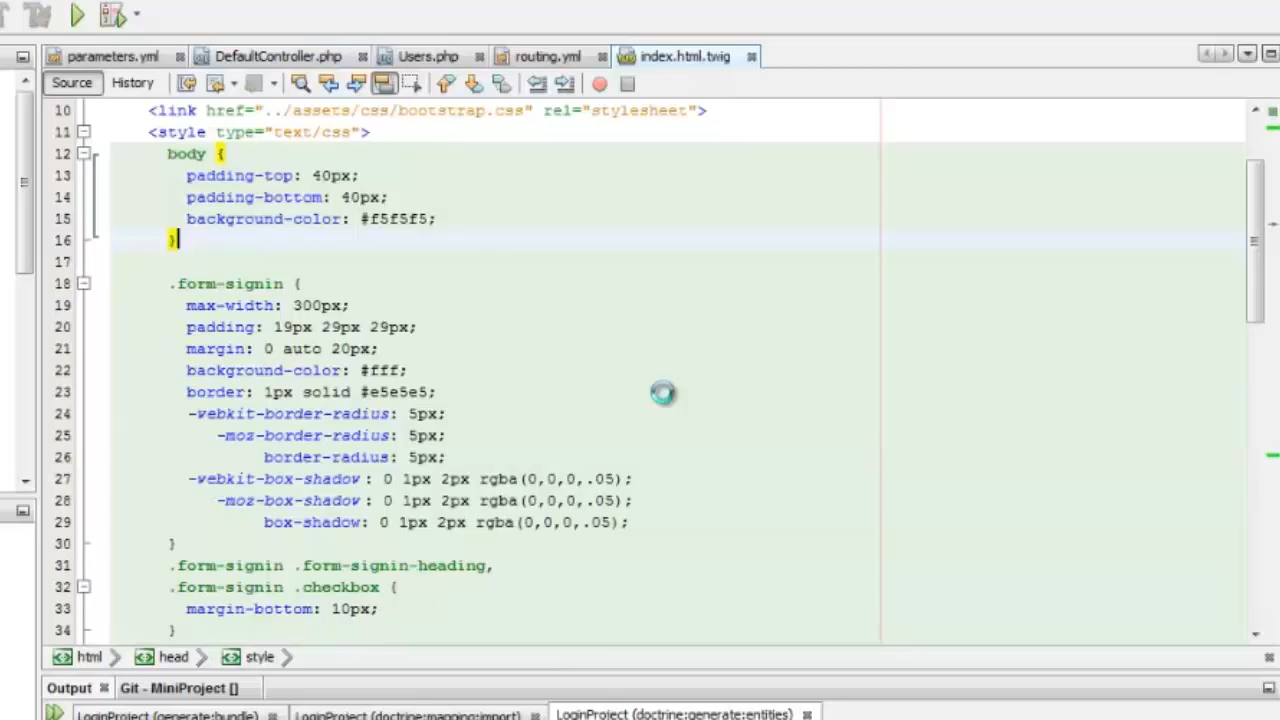 parameters.yml DefaultController.php Users.php routing.yml index.html.twig
Source History
10 <link href="../assets/css/bootstrap.css" rel="stylesheet">
11 <style type="text/css">
12 body {
13 padding-top: 40px;
14 padding-bottom: 40px;
15 background-color: #f5f5f5;
16 }
17
18 .form-signin {
19 max-width: 300px;
20 padding: 19px 29px 29px;
21 margin: 0 auto 20px;
22 background-color: #fff;
23 border: 1px solid #e5e5e5;
24 -webkit-border-radius: 5px;
25 -moz-border-radius: 5px;
26 border-radius: 5px;
27 -webkit-box-shadow: 0 1px 2px rgba(0,0,0,.05);
28 -moz-box-shadow: 0 1px 2px rgba(0,0,0,.05);
29 box-shadow: 0 1px 2px rgba(0,0,0,.05);
30 }
31 .form-signin .form-signin-heading,
32 .form-signin .checkbox {
33 margin-bottom: 10px;
34 }
html head style
Output Git - MiniProject []
LoginProject (generate:bundle) LoginProject (doctrine:mapping:import) LoginProject (doctrine:generate:entities)